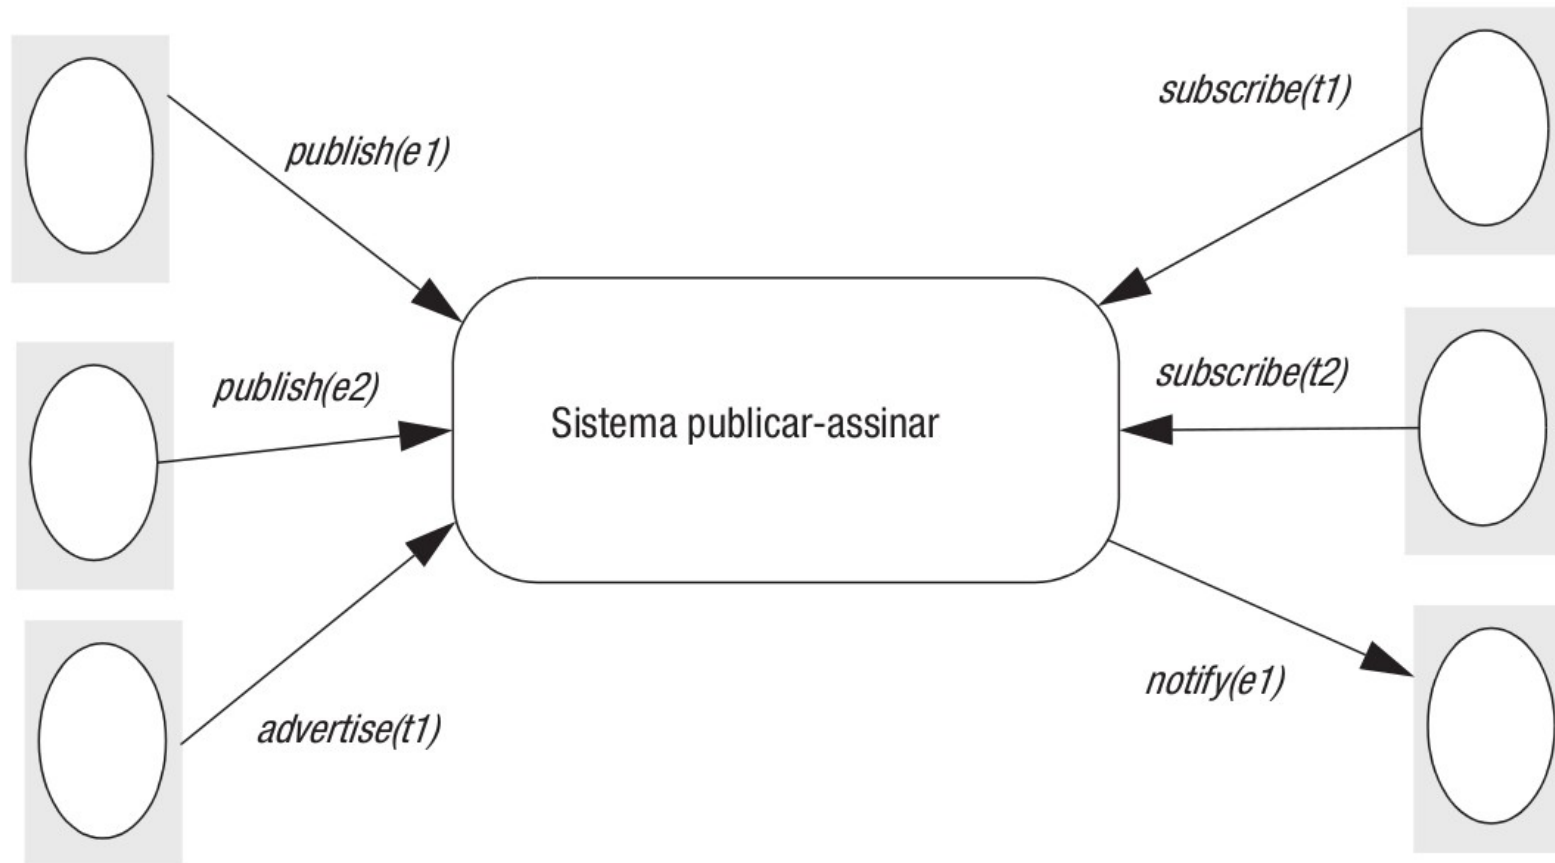 subscribe(t1)
publish(e1)
subscribe(t2)
publish(e2)
Sistema publicar-assinar
notify(e1)
advertise(t1)